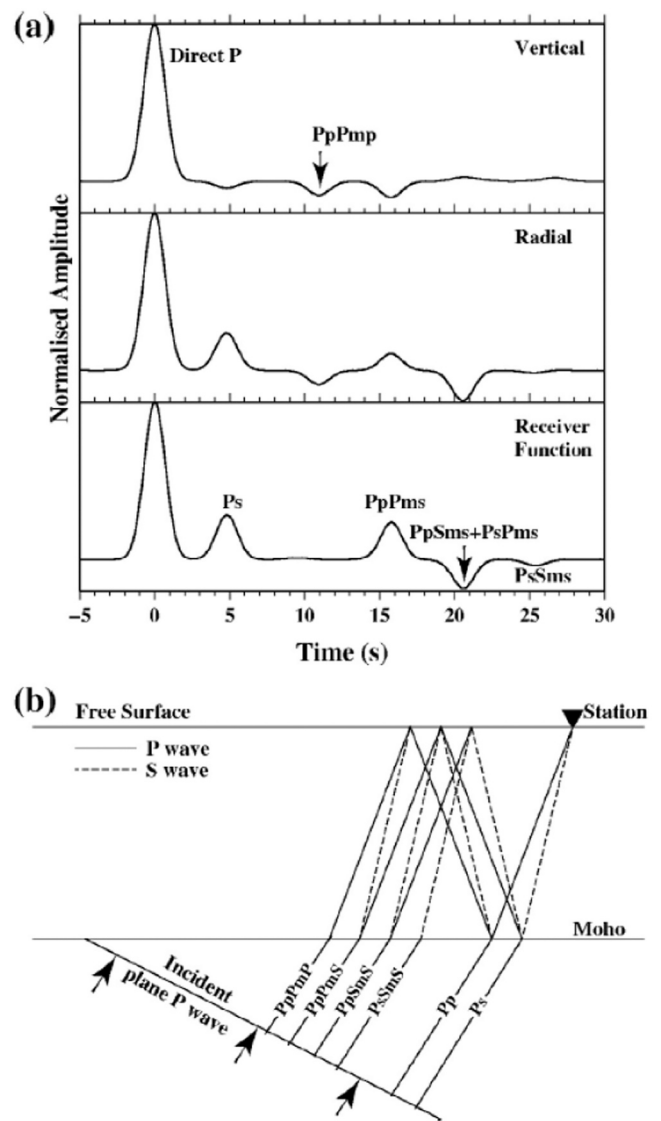 (a)
Direct P
Vertical
PpPmp
Radial
Receiver
Function
Ps
PpPms
PpSms+PsPms
PsSms
Normalised Amplitude
−5 0 5 10 15 20 25 30
Time (s)
(b)
Free Surface
Station
P wave
S wave
Moho
Incident
plane P wave
PpPmP
PpPmS
PpSmS
PsSmS
Pp
Ps